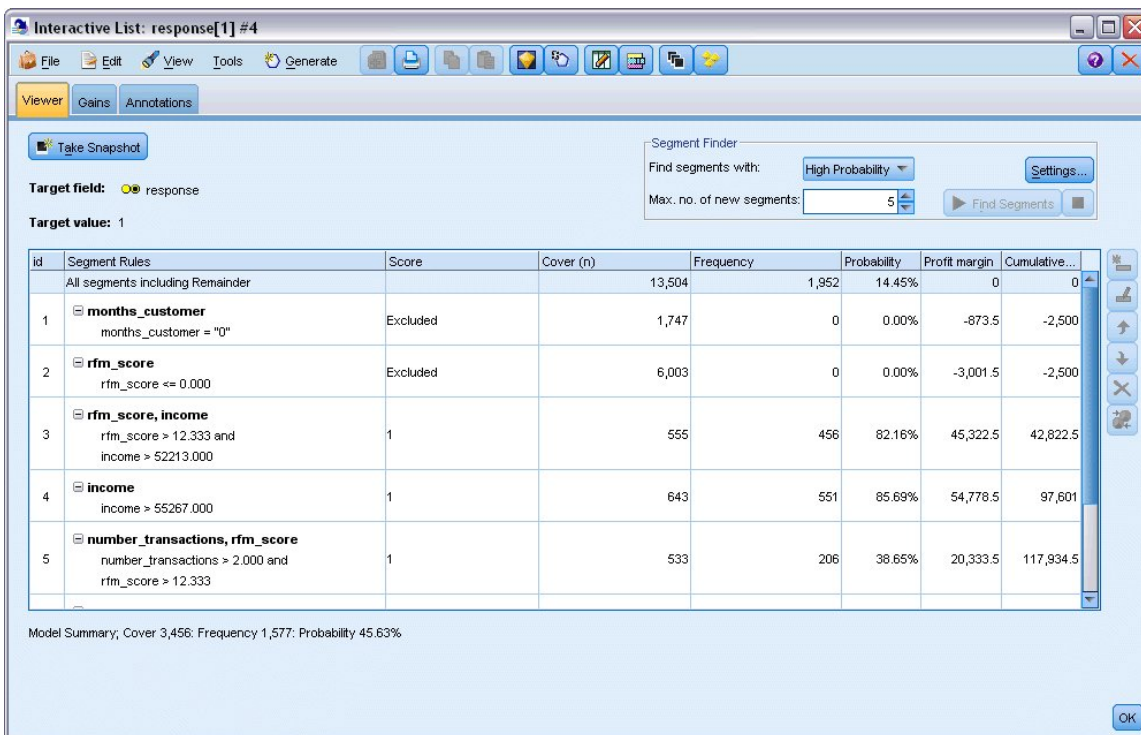 Interactive List: response[1] #4
File Edit View Tools Generate
Viewer Gains Annotations
Take Snapshot
Segment Finder
Find segments with: High Probability Settings...
Max. no. of new segments: 5 Find Segments
Target field: response
Target value: 1
id Segment Rules Score Cover (n) Frequency Probability Profit margin Cumulative...
All segments including Remainder 13,504 1,952 14.45% 0 0
months_customer
1 Excluded 1,747 0 0.00% -873.5 -2,500
months_customer = "0"
rfm_score
2 Excluded 6,003 0 0.00% -3,001.5 -2,500
rfm_score <= 0.000
rfm_score, income
3 rfm_score > 12.333 and 1 555 456 82.16% 45,322.5 42,822.5
income > 52213.000
income
4 1 643 551 85.69% 54,778.5 97,601
income > 55267.000
number_transactions, rfm_score
5 number_transactions > 2.000 and 1 533 206 38.65% 20,333.5 117,934.5
rfm_score > 12.333
Model Summary; Cover 3,456: Frequency 1,577: Probability 45.63%
OK